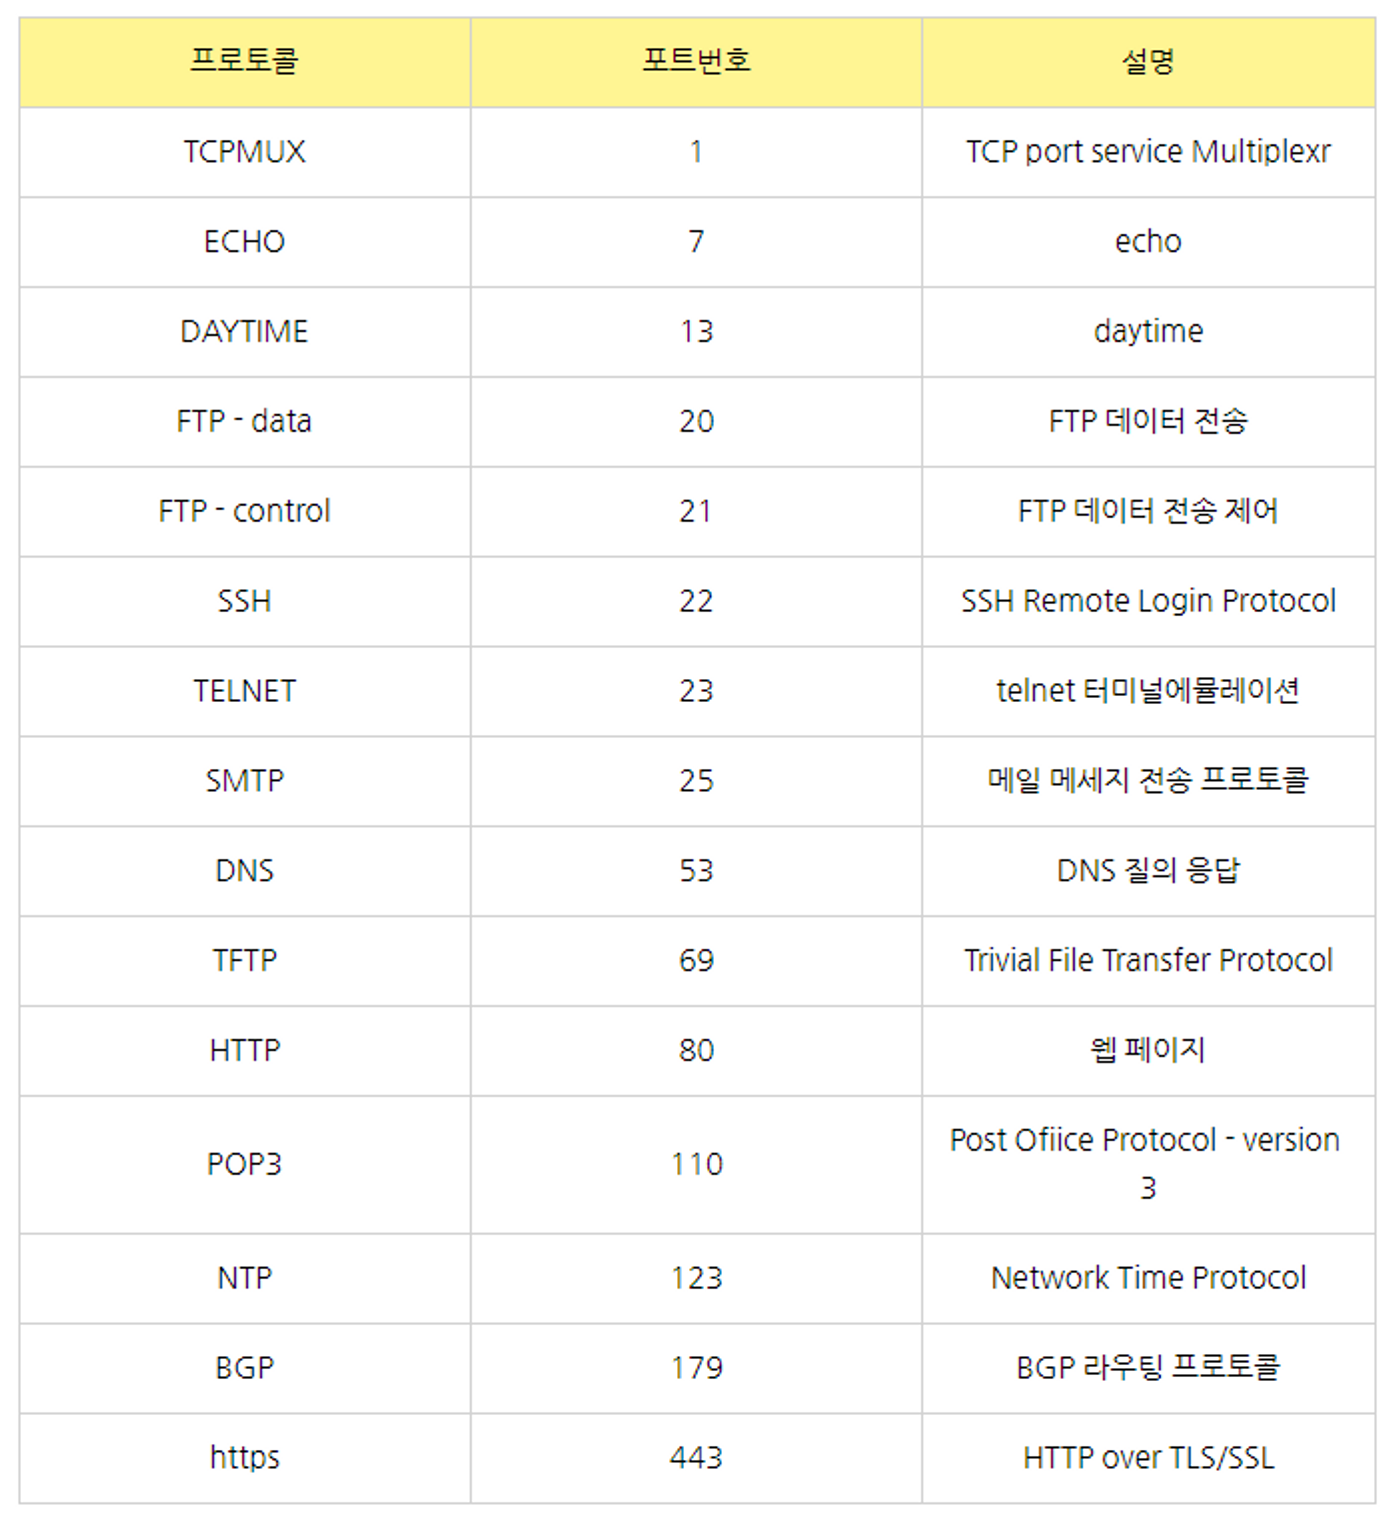 프로토콜 포트번호 설명
TCPMUX 1 TCP port service Multiplexr
ECHO 7 echo
DAYTIME 13 daytime
FTP - data 20 FTP 데이터 전송
FTP - control 21 FTP 데이터 전송 제어
SSH 22 SSH Remote Login Protocol
TELNET 23 telnet 터미널에뮬레이션
SMTP 25 메일 메세지 전송 프로토콜
DNS 53 DNS 질의 응답
TFTP 69 Trivial File Transfer Protocol
HTTP 80 웹 페이지
POP3 110 Post Ofiice Protocol - version
3
NTP 123 Network Time Protocol
BGP 179 BGP 라우팅 프로토콜
https 443 HTTP over TLS/SSL